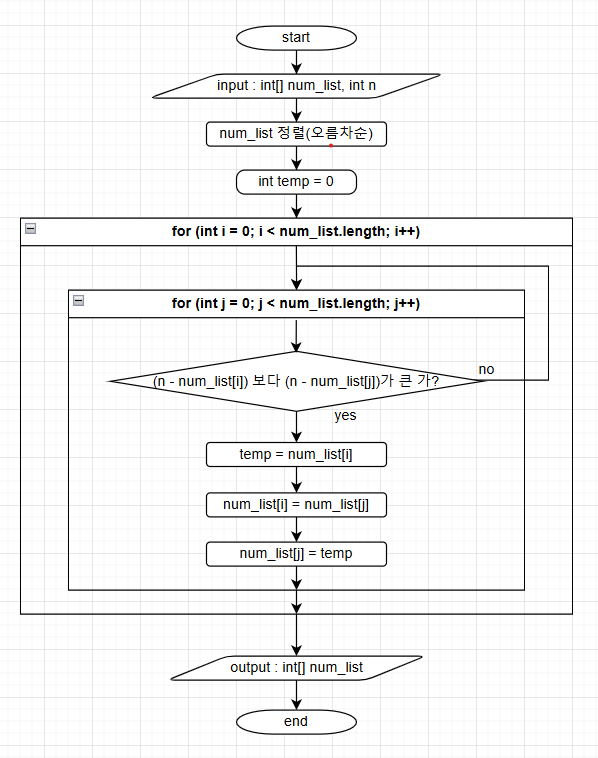 start
input : int[] num_list, int n
num_list 정렬(오름차순)
int temp = 0
for (int i = 0; i < num_list.length; i++)
for (int j = 0; j < num_list.length; j++)
(n - num_list[i]) 보다 (n - num_list[j])가 큰 가?
no
yes
temp = num_list[i]
num_list[i] = num_list[j]
num_list[j] = temp
output : int[] num_list
end